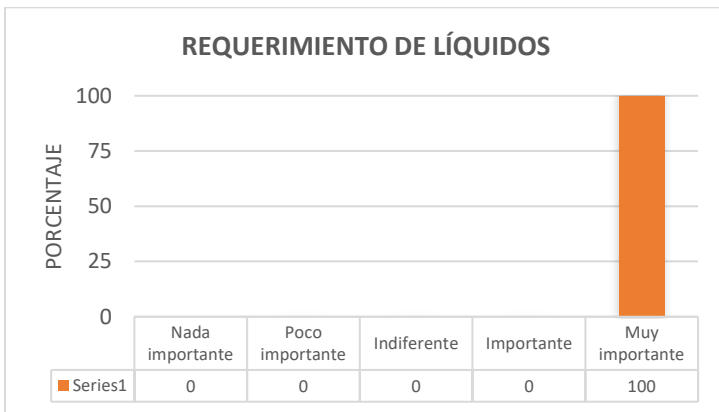 REQUERIMIENTO DE LÍQUIDOS
PORCENTAJE
100
75
50
25
0
Nada
importante
Poco
importante
Indiferente
Importante
Muy
importante
Series1 0 0 0 0 100